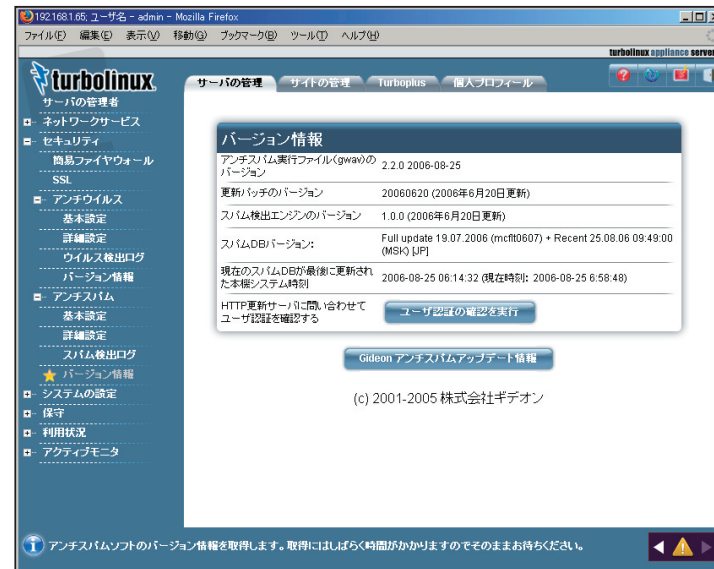 192.168.1.65; ユーザ名 - admin - Mozilla Firefox
ファイル(F) 編集(E) 表示(V) 移動(G) ブックマーク(B) ツール(T) ヘルプ(H)
turbolinux appliance server
turbolinux
サーバの管理 サイトの管理 Turboplus 個人プロフィール
サーバの管理者
ネットワークサービス
セキュリティ
簡易ファイヤウォール
SSL
アンチウイルス
基本設定
詳細設定
ウイルス検出ログ
バージョン情報
アンチスパム
基本設定
詳細設定
スパム検出ログ
バージョン情報
システムの設定
保守
利用状況
アクティブモニタ
バージョン情報
アンチスパム実行ファイル(gwav)の
バージョン
2.2.0 2006-08-25
更新パッチのバージョン 20060620 (2006年6月20日更新)
スパム検出エンジンのバージョン 1.0.0 (2006年6月20日更新)
スパムDBバージョン:
Full update 19.07.2006 (mcflt0607) + Recent 25.08.06 09:49:00
(MSK) [JP]
現在のスパムDBが最後に更新され
た本機システム時刻
2006-08-25 06:14:32 (現在時刻: 2006-08-25 6:58:48)
HTTP更新サーバに問い合わせて
ユーザ認証を確認する
ユーザ認証の確認を実行
Gideon アンチスパムアップデート情報
(c) 2001-2005 株式会社ギデオン
アンチスパムソフトのバージョン情報を取得します。取得にはしばらく時間がかかりますのでそのままお待ちください。